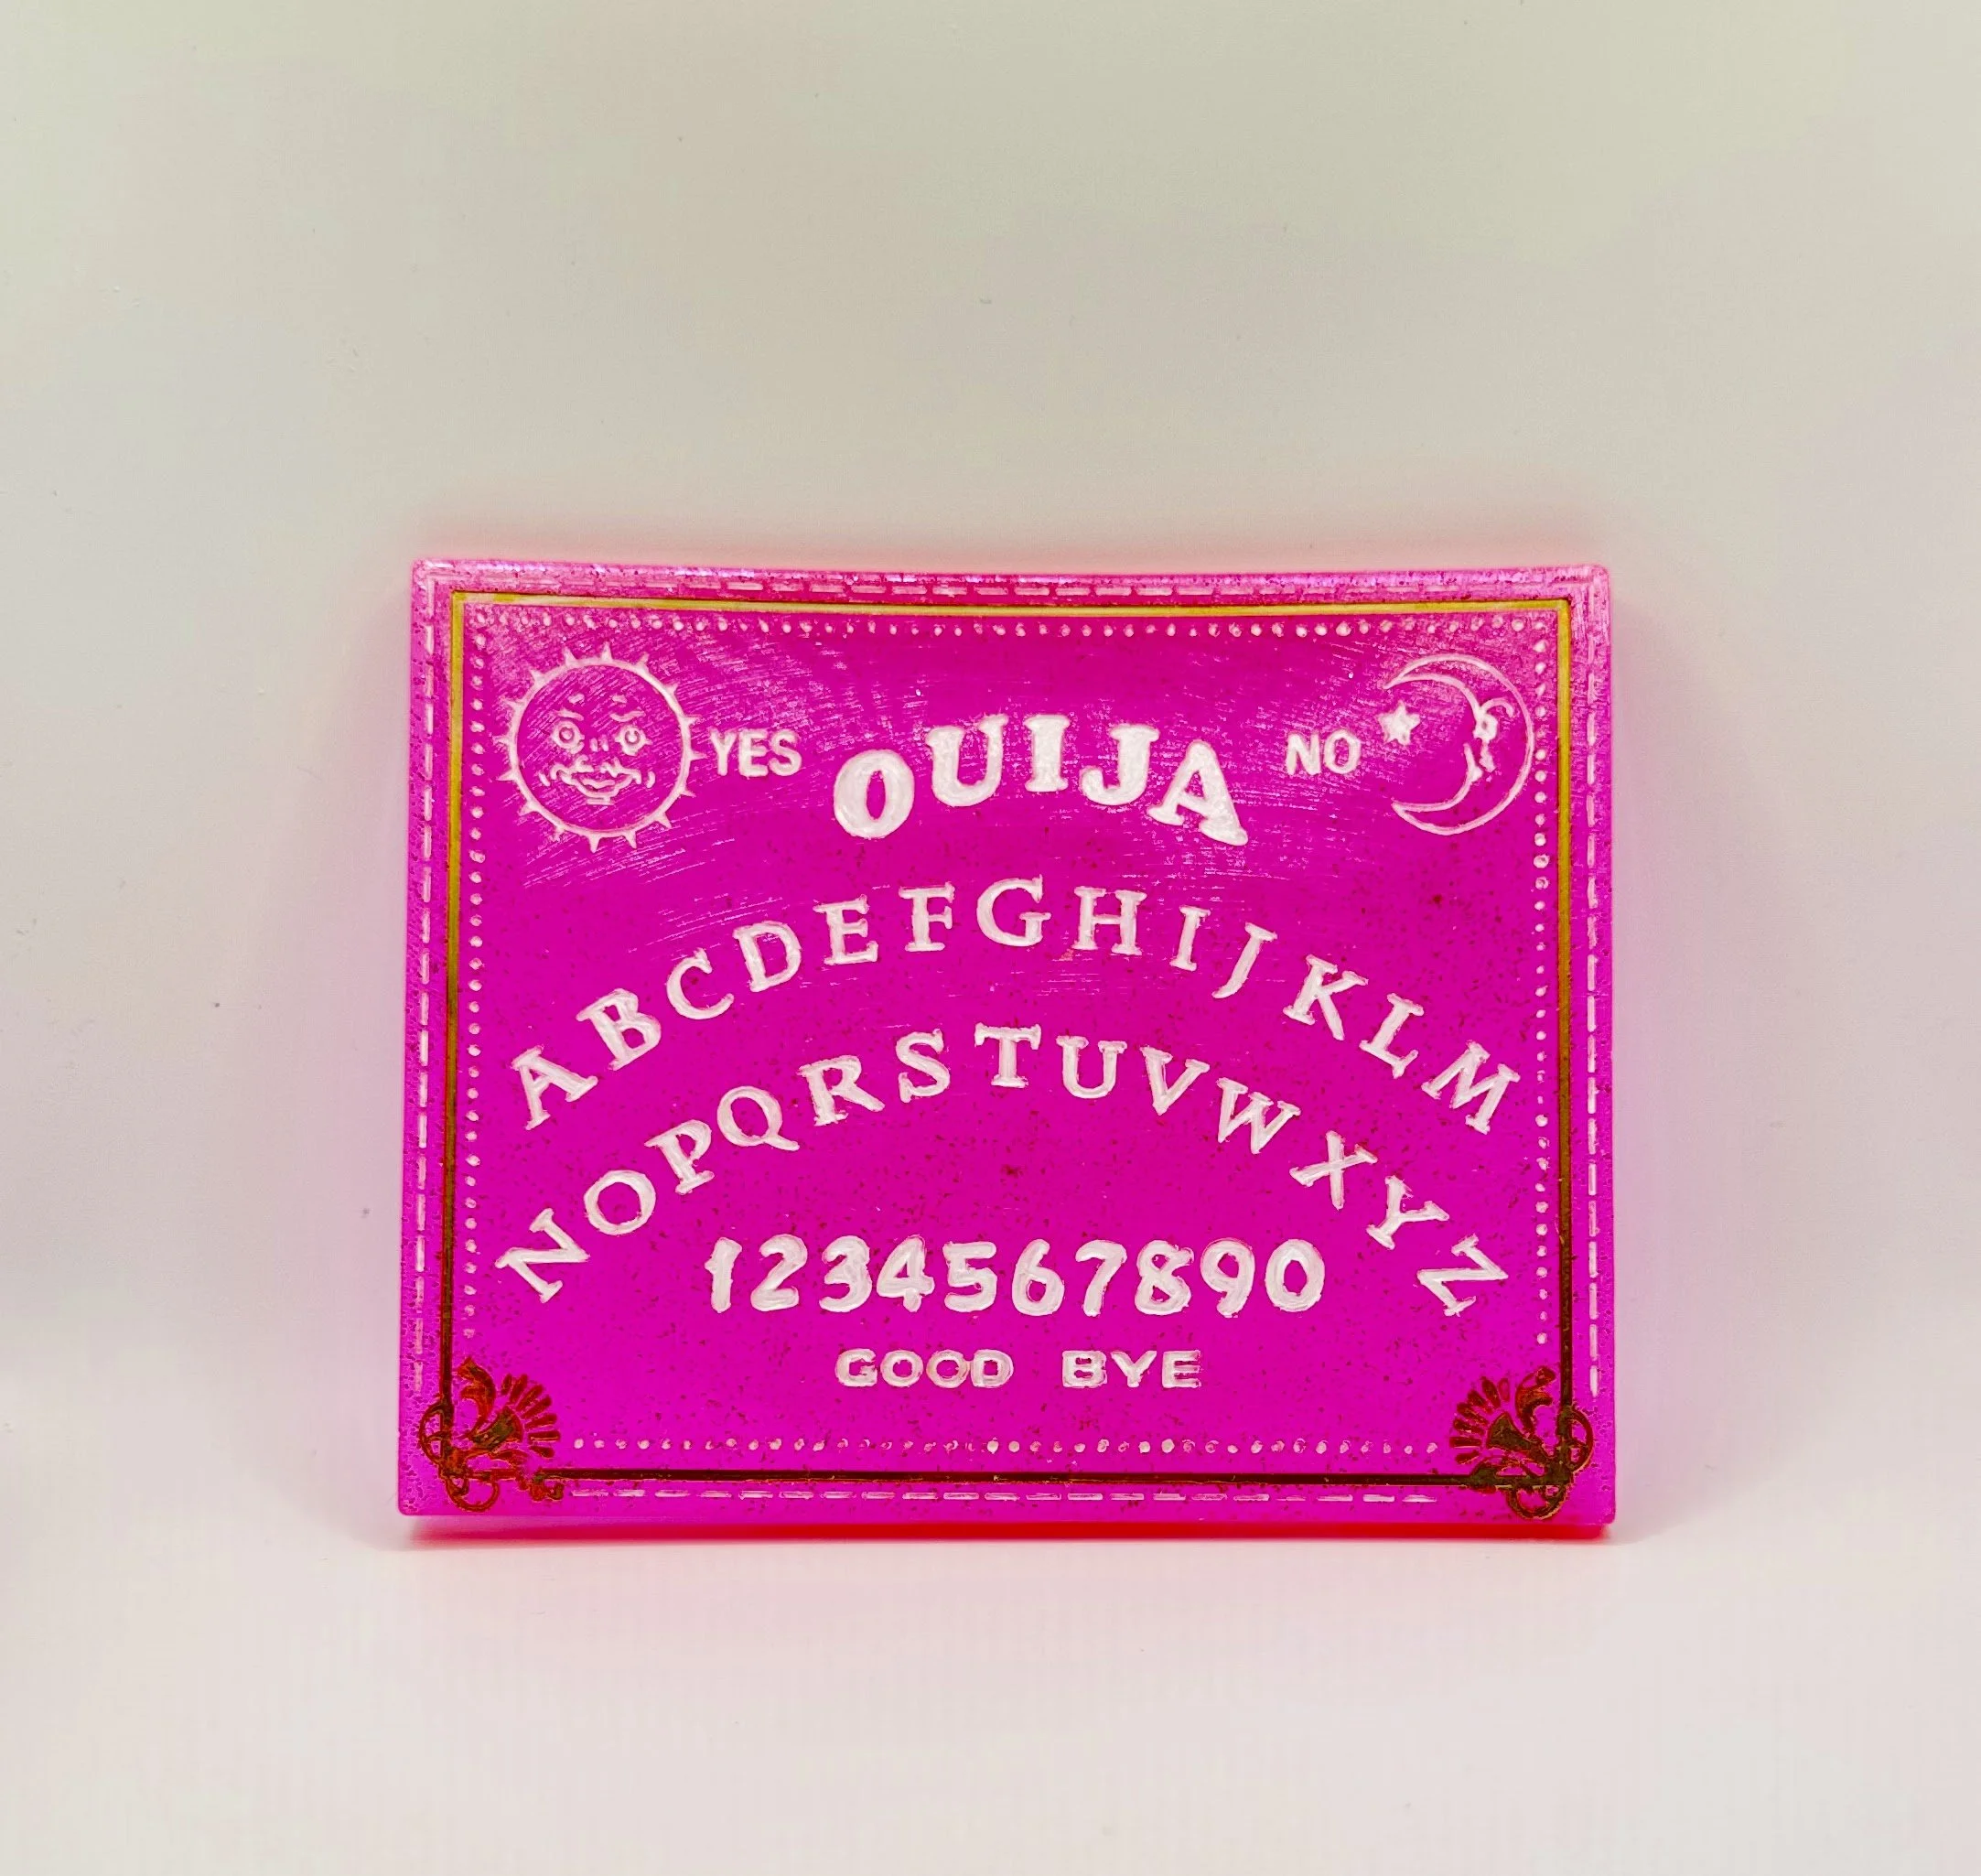 YES OUIJA NO
ABCDEFGHIJKLM
NOPQRSTUVWXYZ
1234567890
GOOD BYE